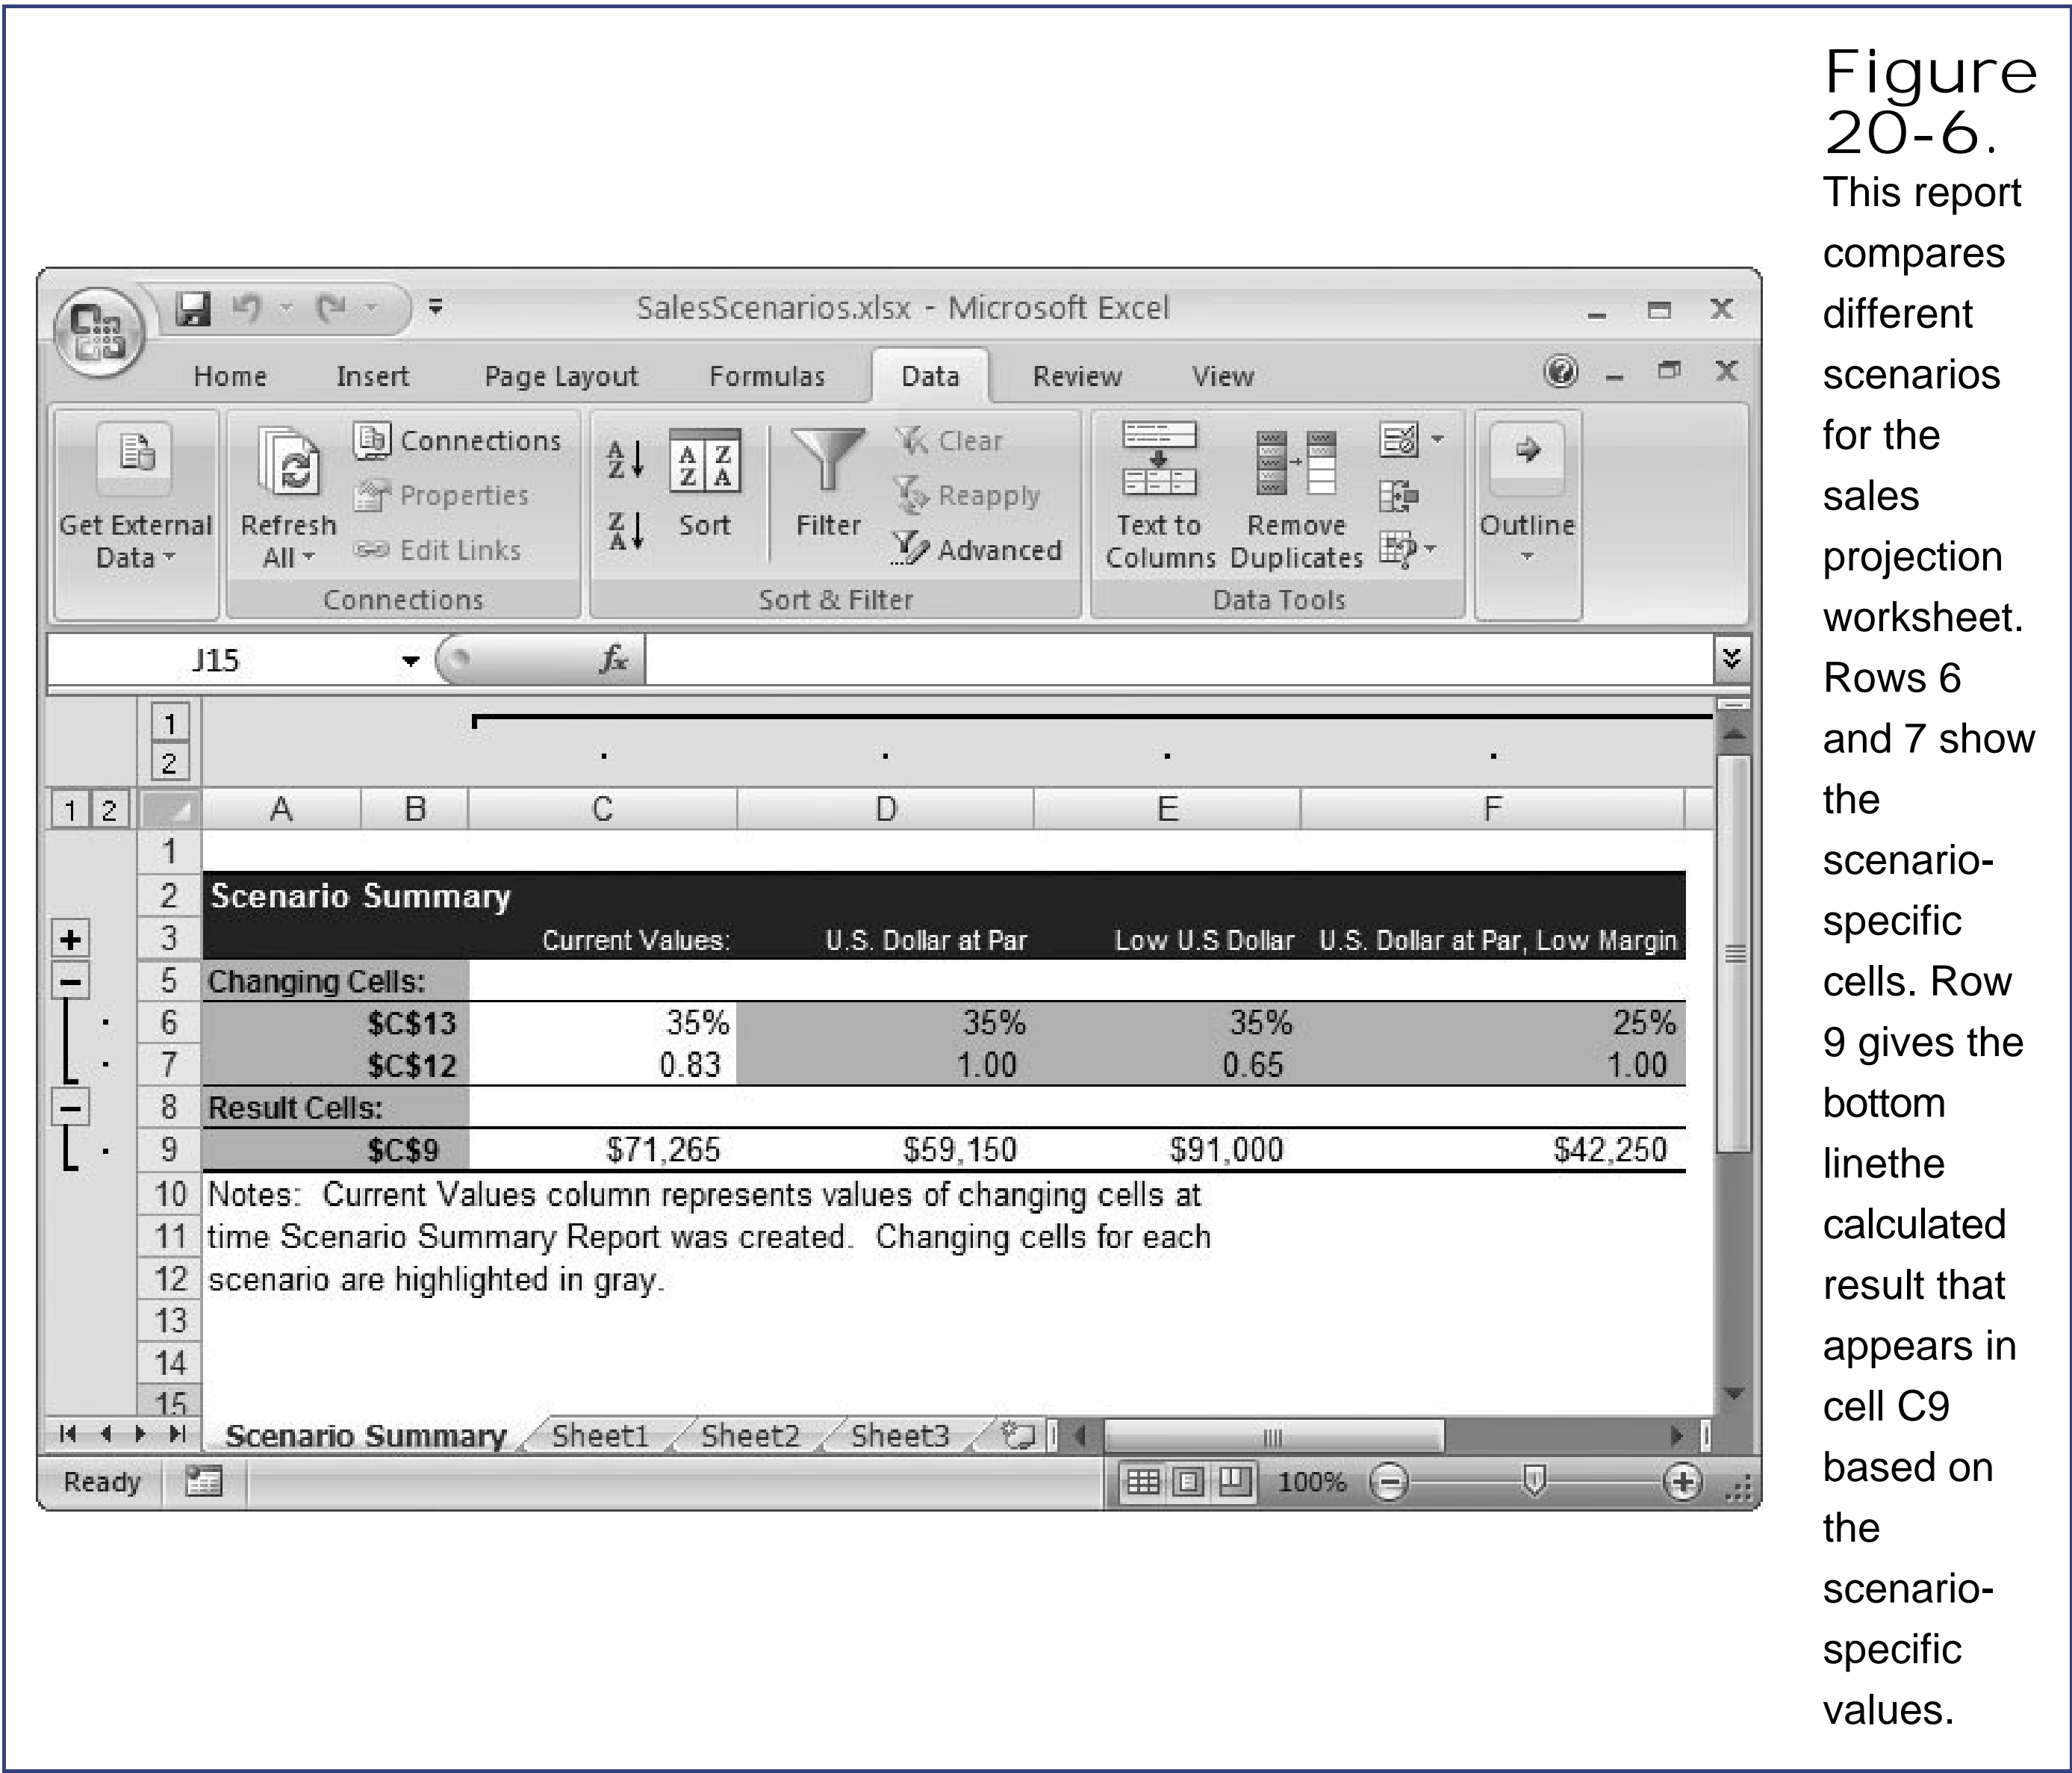 Figure
20-6.
This report
compares
different
scenarios
for the
sales
projection
worksheet.
Rows 6
and 7 show
the
scenario-
specific
cells. Row
9 gives the
bottom
linethe
calculated
result that
appears in
cell C9
based on
the
scenario-
specific
values.
SalesScenarios.xlsx - Microsoft Excel
Home Insert Page Layout Formulas Data Review View
Get External
Data
Refresh
All
Connections
Properties
Edit Links
Connections
A
Z
Z
A
A Z
Z A
Sort
Filter
Clear
Reapply
Advanced
Sort & Filter
Text to
Columns
Remove
Duplicates
Data Tools
Outline
J15 fx
1
2
1 2 A B C D E F
1
2 Scenario Summary
3 Current Values: U.S. Dollar at Par Low U.S Dollar U.S. Dollar at Par, Low Margin
5 Changing Cells:
6 $C$13 35% 35% 35% 25%
7 $C$12 0.83 1.00 0.65 1.00
8 Result Cells:
9 $C$9 $71,265 $59,150 $91,000 $42,250
10 Notes: Current Values column represents values of changing cells at
11 time Scenario Summary Report was created. Changing cells for each
12 scenario are highlighted in gray.
13
14
15
Scenario Summary Sheet1 Sheet2 Sheet3
Ready 100%